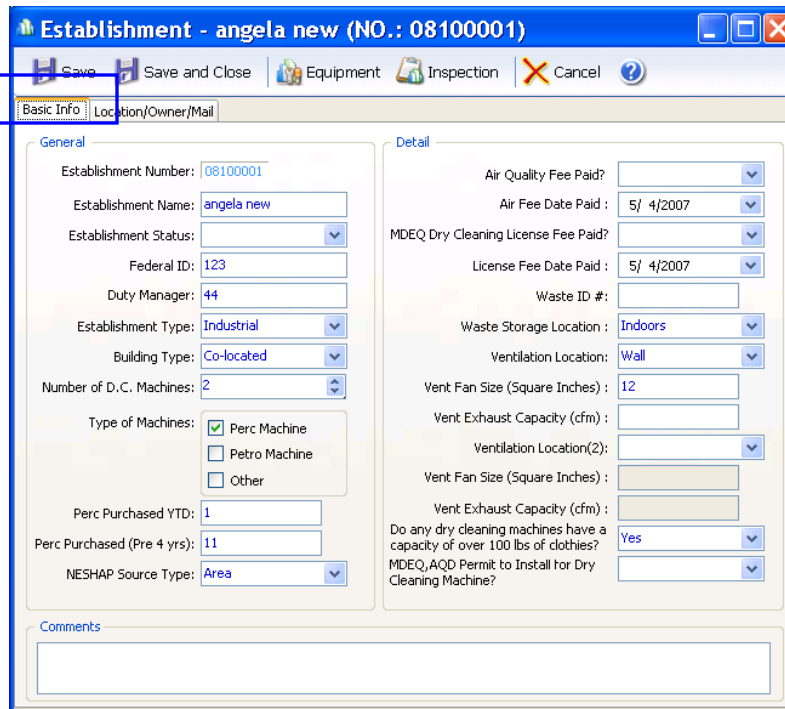 Establishment - angela new (NO.: 08100001)
Save Save and Close Equipment Inspection Cancel ?
Basic Info Location/Owner/Mail
General
Establishment Number: 08100001
Establishment Name: angela new
Establishment Status:
Federal ID: 123
Duty Manager: 44
Establishment Type: Industrial
Building Type: Co-located
Number of D.C. Machines: 2
Type of Machines: Perc Machine
Petro Machine
Other
Perc Purchased YTD: 1
Perc Purchased (Pre 4 yrs): 11
NESHAP Source Type: Area
Detail
Air Quality Fee Paid?
Air Fee Date Paid : 5/ 4/2007
MDEQ Dry Cleaning License Fee Paid?
License Fee Date Paid : 5/ 4/2007
Waste ID #:
Waste Storage Location : Indoors
Ventilation Location: Wall
Vent Fan Size (Square Inches) : 12
Vent Exhaust Capacity (cfm) :
Ventilation Location(2):
Vent Fan Size (Square Inches) :
Vent Exhaust Capacity (cfm) :
Do any dry cleaning machines have a
capacity of over 100 lbs of clothies? Yes
MDEQ,AQD Permit to Install for Dry
Cleaning Machine?
Comments